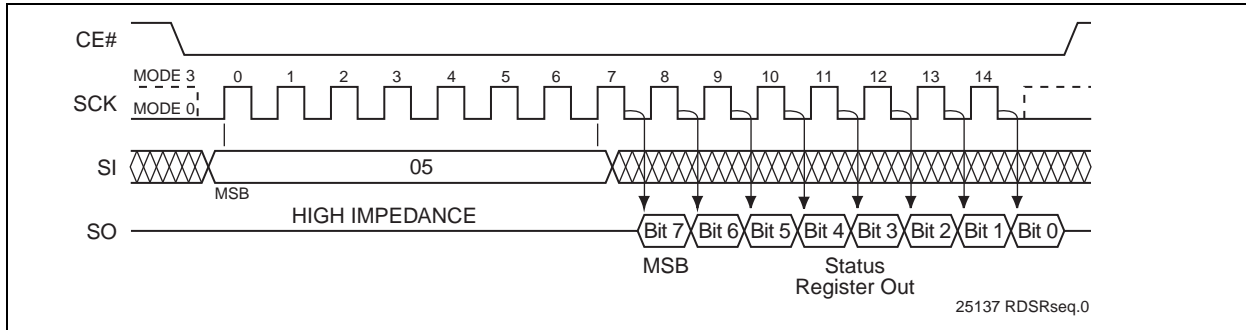 CE#
MODE 3
0 1 2 3 4 5 6 7 8 9 10 11 12 13 14
SCK
MODE 0
SI
05
MSB
HIGH IMPEDANCE
SO
Bit 7 Bit 6 Bit 5 Bit 4 Bit 3 Bit 2 Bit 1 Bit 0
MSB
Status
Register Out
25137 RDSRseq.0